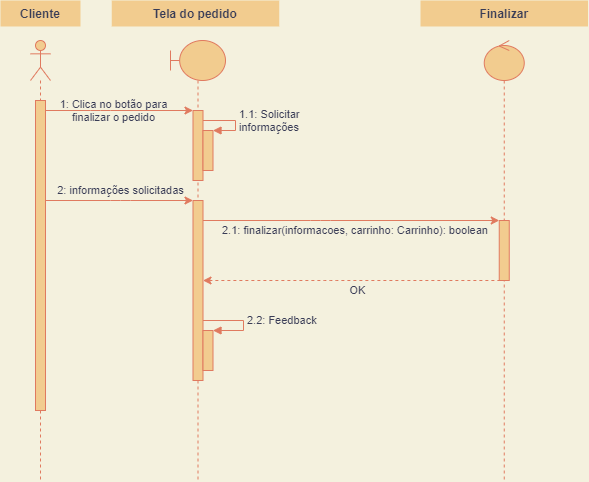 Cliente
Tela do pedido
Finalizar
1: Clica no botão para
finalizar o pedido
1.1: Solicitar
informações
2: informações solicitadas
2.1: finalizar(informacoes, carrinho: Carrinho): boolean
OK
2.2: Feedback